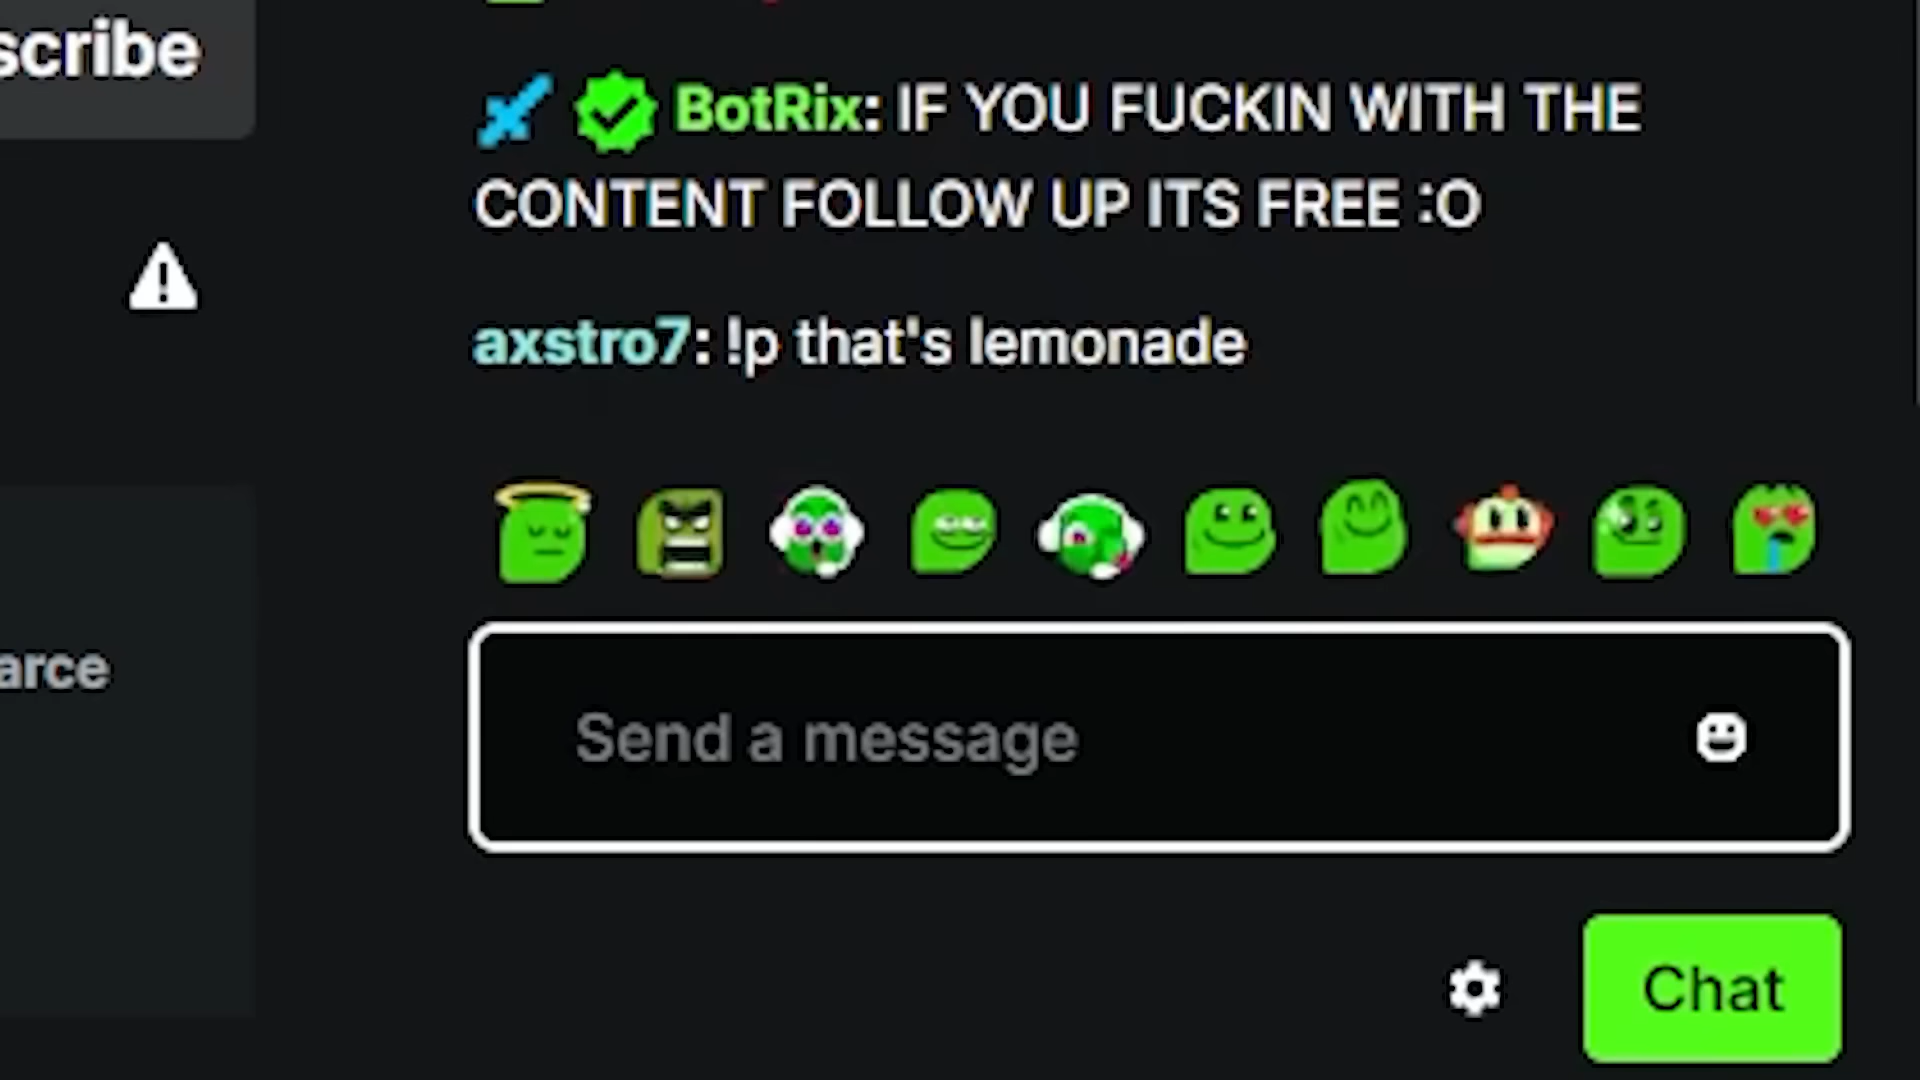 scribe
BotRix: IF YOU FUCKIN WITH THE
CONTENT FOLLOW UP ITS FREE :O
axstro7: !p that's lemonade
arce
Send a message
Chat